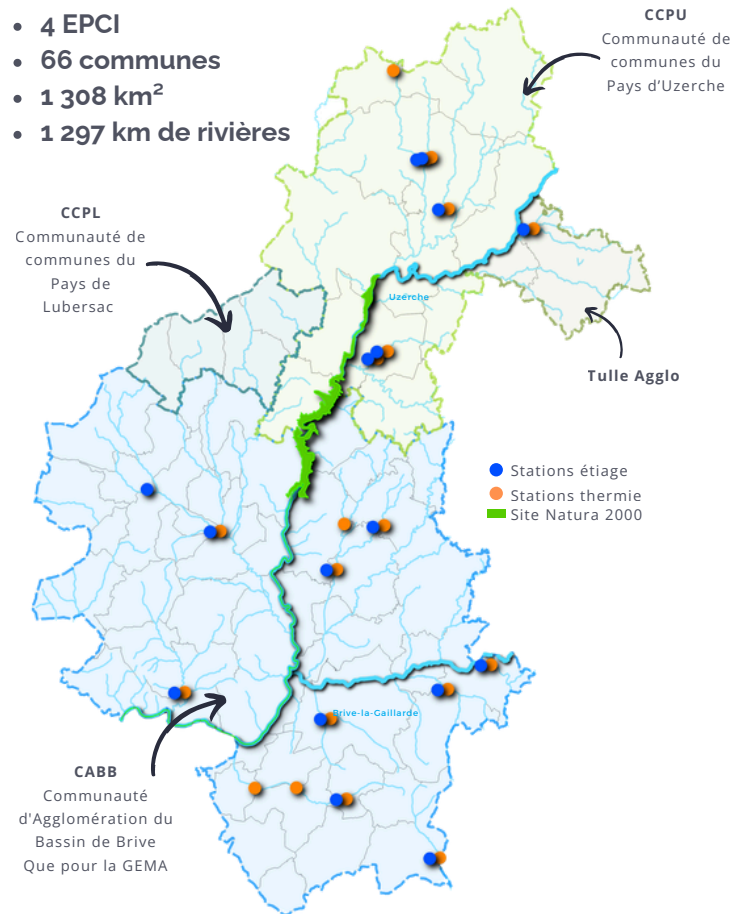 • 4 EPCI
• 66 communes
• 1 308 km²
• 1 297 km de rivières
CCPU
Communauté de
communes du
Pays d'Uzerche
CCPL
Communauté de
communes du
Pays de
Lubersac
Uzerche
Tulle Agglo
Stations étiage
Stations thermie
Site Natura 2000
Brive-la-Gaillarde
CABB
Communauté
d'Agglomération du
Bassin de Brive
Que pour la GEMA